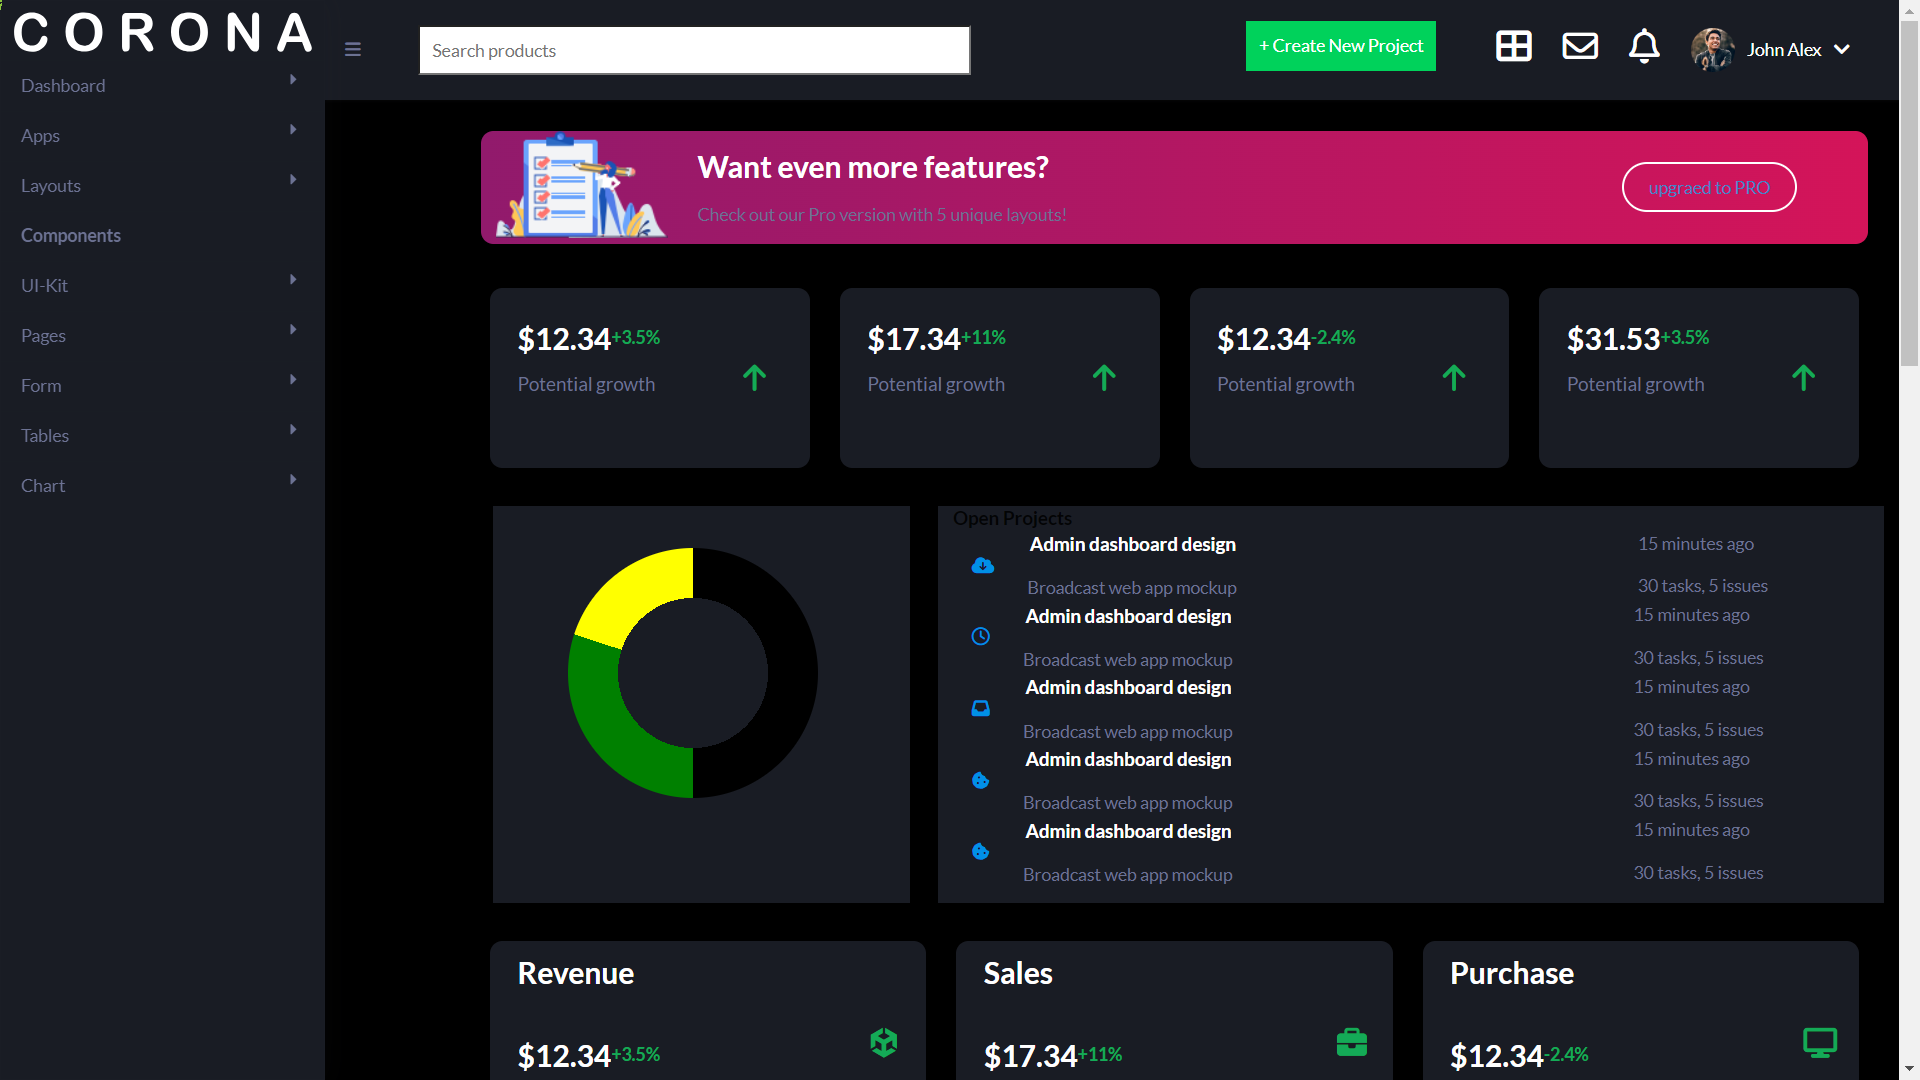 CORONA
Search products
+ Create New Project
John Alex
Dashboard
Apps
Layouts
Components
UI-Kit
Pages
Form
Tables
Chart
Want even more features?
Check out our Pro version with 5 unique layouts!
upgraed to PRO
$12.34+3.5%
Potential growth
$17.34+11%
Potential growth
$12.34-2.4%
Potential growth
$31.53+3.5%
Potential growth
Open Projects
Admin dashboard design 15 minutes ago
Broadcast web app mockup 30 tasks, 5 issues
Admin dashboard design 15 minutes ago
Broadcast web app mockup 30 tasks, 5 issues
Admin dashboard design 15 minutes ago
Broadcast web app mockup 30 tasks, 5 issues
Admin dashboard design 15 minutes ago
Broadcast web app mockup 30 tasks, 5 issues
Admin dashboard design 15 minutes ago
Broadcast web app mockup 30 tasks, 5 issues
Revenue
$12.34+3.5%
Sales
$17.34+11%
Purchase
$12.34-2.4%